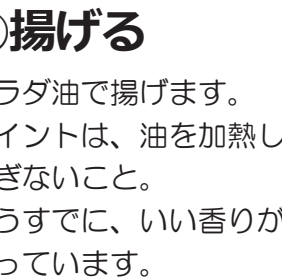 揚げる
ラダ油で揚げます。
イントは、油を加熱し
ぎないこと。
うすでに、いい香りが
っています。